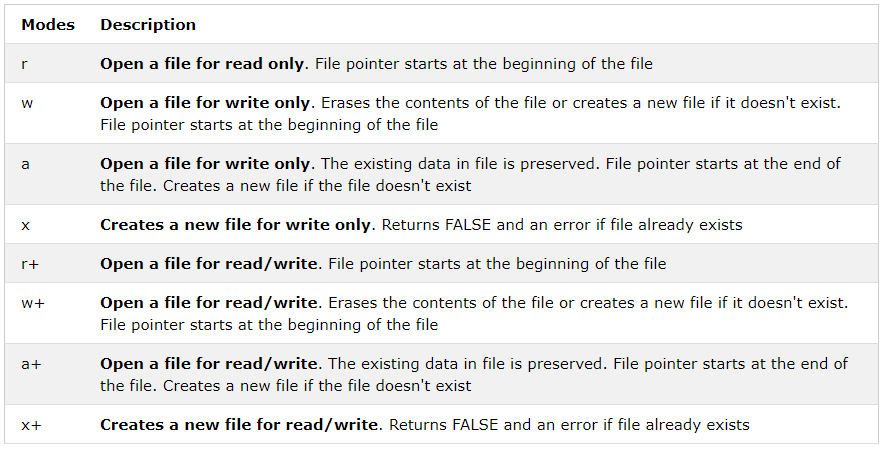 Modes Description
r Open a file for read only. File pointer starts at the beginning of the file
w Open a file for write only. Erases the contents of the file or creates a new file if it doesn't exist.
File pointer starts at the beginning of the file
a Open a file for write only. The existing data in file is preserved. File pointer starts at the end of
the file. Creates a new file if the file doesn't exist
x Creates a new file for write only. Returns FALSE and an error if file already exists
r+ Open a file for read/write. File pointer starts at the beginning of the file
w+ Open a file for read/write. Erases the contents of the file or creates a new file if it doesn't exist.
File pointer starts at the beginning of the file
a+ Open a file for read/write. The existing data in file is preserved. File pointer starts at the end of
the file. Creates a new file if the file doesn't exist
x+ Creates a new file for read/write. Returns FALSE and an error if file already exists